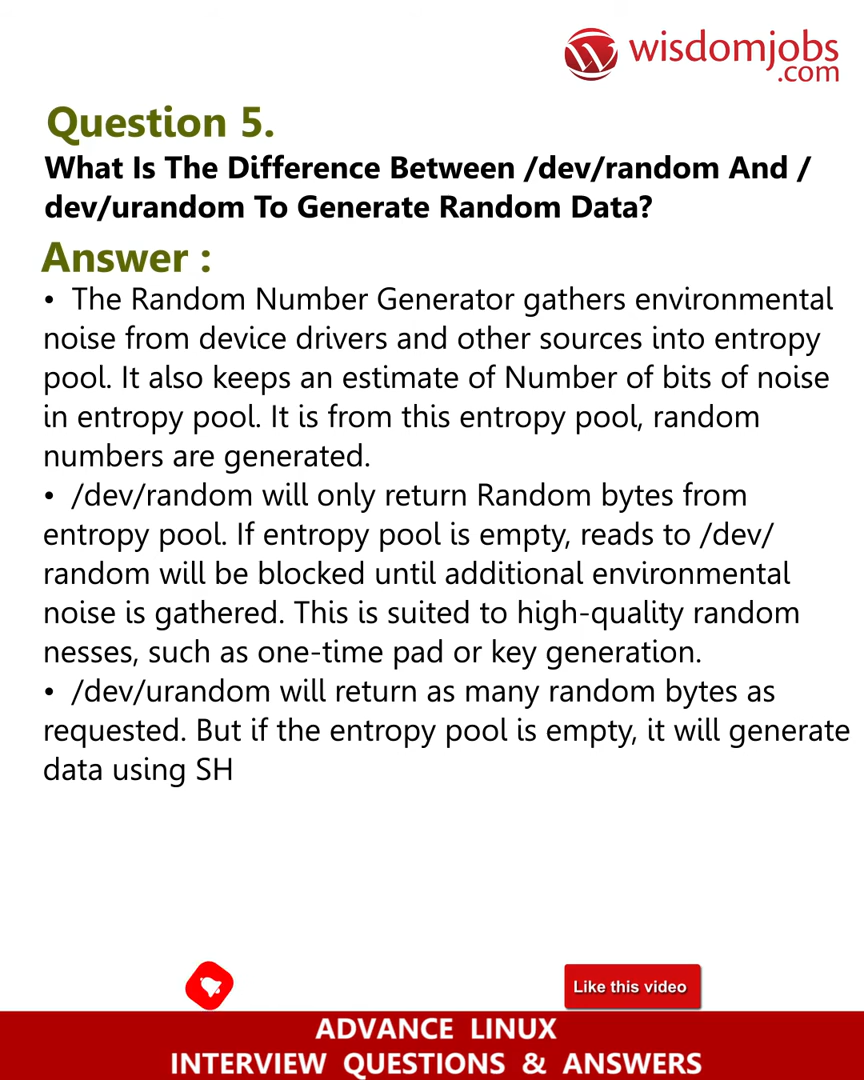 wisdomjobs
.com
Question 5.
What Is The Difference Between /dev/random And /
dev/urandom To Generate Random Data?
Answer :
• The Random Number Generator gathers environmental
noise from device drivers and other sources into entropy
pool. It also keeps an estimate of Number of bits of noise
in entropy pool. It is from this entropy pool, random
numbers are generated.
• /dev/random will only return Random bytes from
entropy pool. If entropy pool is empty, reads to /dev/
random will be blocked until additional environmental
noise is gathered. This is suited to high-quality random
nesses, such as one-time pad or key generation.
• /dev/urandom will return as many random bytes as
requested. But if the entropy pool is empty, it will generate
data using SH
Like this video
ADVANCE LINUX
INTERVIEW QUESTIONS & ANSWERS